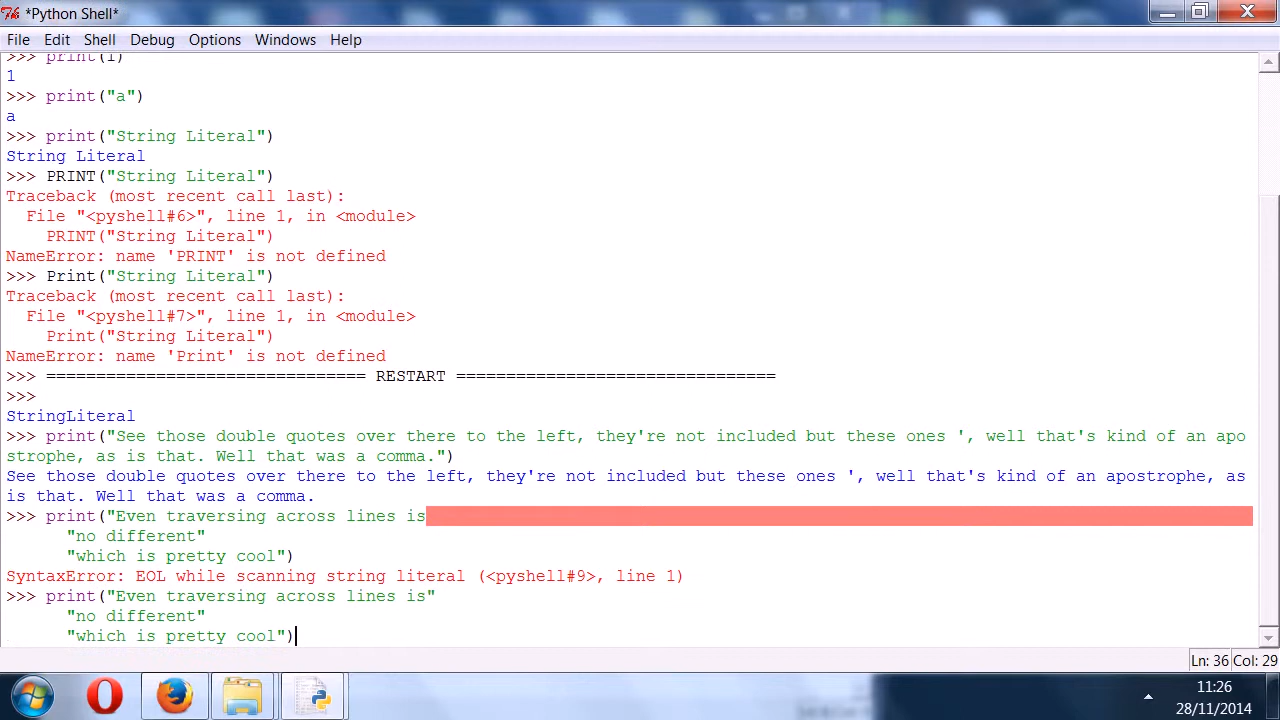 *Python Shell*
File Edit Shell Debug Options Windows Help
>>> print(1)
1
>>> print("a")
a
>>> print("String Literal")
String Literal
>>> PRINT("String Literal")
Traceback (most recent call last):
  File "<pyshell#6>", line 1, in <module>
    PRINT("String Literal")
NameError: name 'PRINT' is not defined
>>> Print("String Literal")
Traceback (most recent call last):
  File "<pyshell#7>", line 1, in <module>
    Print("String Literal")
NameError: name 'Print' is not defined
>>> ================================ RESTART ================================
>>>
StringLiteral
>>> print("See those double quotes over there to the left, they're not included but these ones ', well that's kind of an apo
strophe, as is that. Well that was a comma.")
See those double quotes over there to the left, they're not included but these ones ', well that's kind of an apostrophe, as
is that. Well that was a comma.
>>> print("Even traversing across lines is
      "no different"
      "which is pretty cool")
SyntaxError: EOL while scanning string literal (<pyshell#9>, line 1)
>>> print("Even traversing across lines is"
      "no different"
      "which is pretty cool")
Ln: 36 Col: 29
11:26
28/11/2014